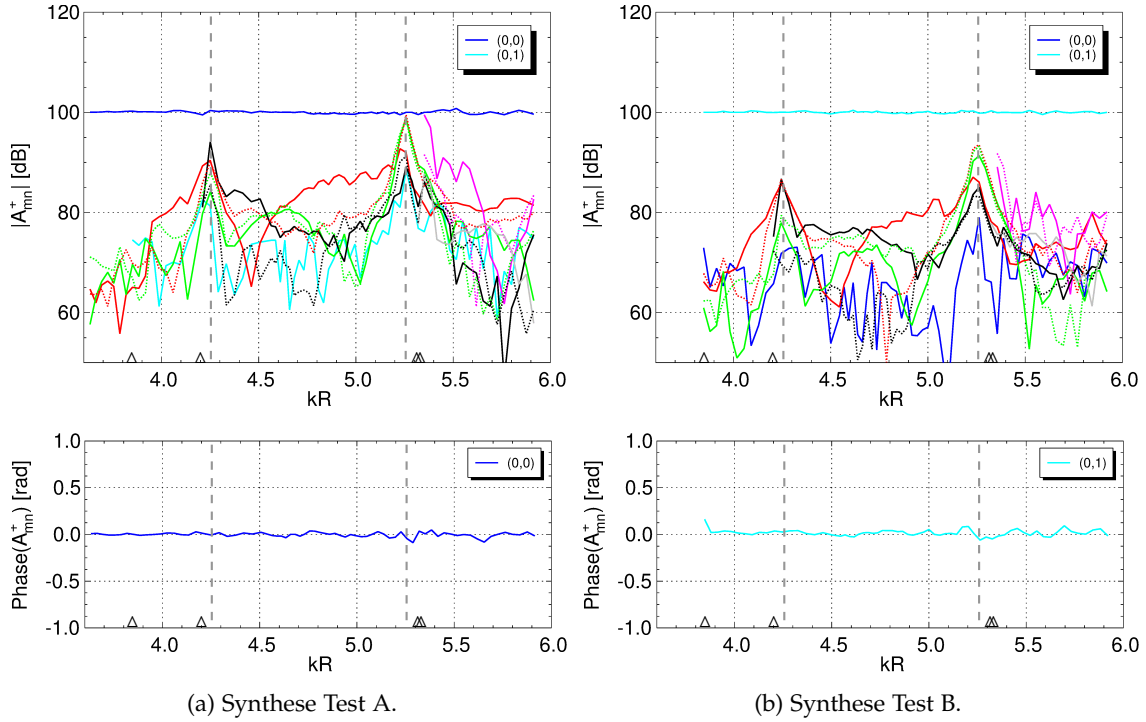 120
100
80
60
|A⁺mn| [dB]
(0,0)
(0,1)
4.0 4.5 5.0 5.5 6.0
kR
120
100
80
60
|A⁺mn| [dB]
(0,0)
(0,1)
4.0 4.5 5.0 5.5 6.0
kR
1.0
0.5
0.0
-0.5
-1.0
Phase(A⁺mn) [rad]
(0,0)
4.0 4.5 5.0 5.5 6.0
kR
1.0
0.5
0.0
-0.5
-1.0
Phase(A⁺mn) [rad]
(0,1)
4.0 4.5 5.0 5.5 6.0
kR
(a) Synthese Test A.
(b) Synthese Test B.